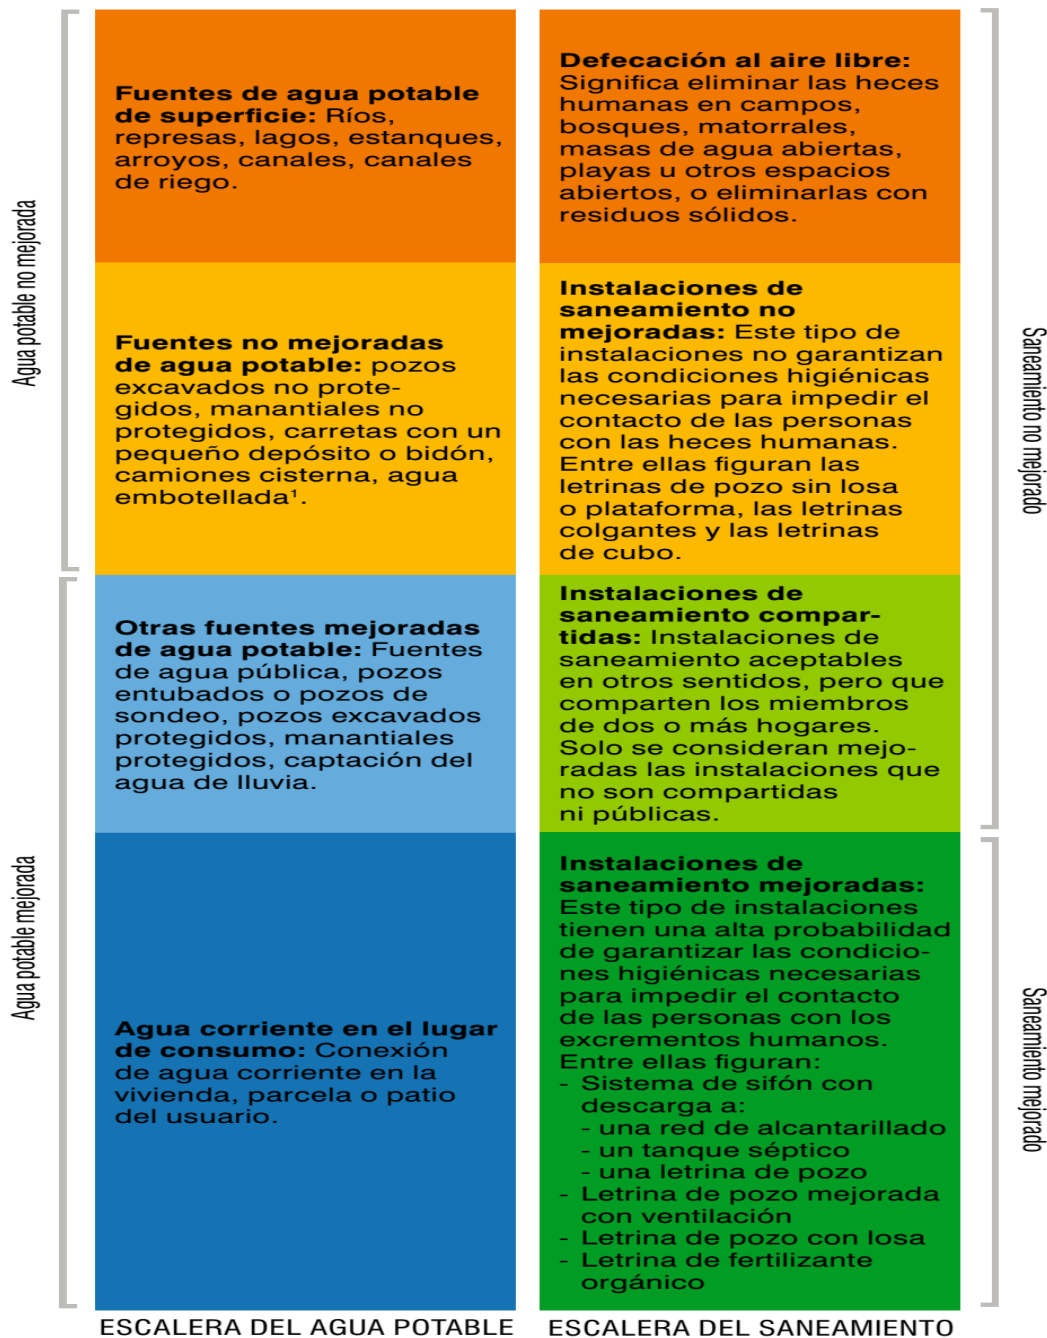 Agua potable no mejorada
Fuentes de agua potable
de superficie: Ríos,
represas, lagos, estanques,
arroyos, canales, canales
de riego.
Fuentes no mejoradas
de agua potable: pozos
excavados no prote-
gidos, manantiales no
protegidos, carretas con un
pequeño depósito o bidón,
camiones cisterna, agua
embotellada¹.
Agua potable mejorada
Otras fuentes mejoradas
de agua potable: Fuentes
de agua pública, pozos
entubados o pozos de
sondeo, pozos excavados
protegidos, manantiales
protegidos, captación del
agua de lluvia.
Agua corriente en el lugar
de consumo: Conexión
de agua corriente en la
vivienda, parcela o patio
del usuario.
ESCALERA DEL AGUA POTABLE
Defecación al aire libre:
Significa eliminar las heces
humanas en campos,
bosques, matorrales,
masas de agua abiertas,
playas u otros espacios
abiertos, o eliminarlas con
residuos sólidos.
Instalaciones de
saneamiento no
mejoradas: Este tipo de
instalaciones no garantizan
las condiciones higiénicas
necesarias para impedir el
contacto de las personas
con las heces humanas.
Entre ellas figuran las
letrinas de pozo sin losa
o plataforma, las letrinas
colgantes y las letrinas
de cubo.
Instalaciones de
saneamiento compar-
tidas: Instalaciones de
saneamiento aceptables
en otros sentidos, pero que
comparten los miembros
de dos o más hogares.
Solo se consideran mejo-
radas las instalaciones que
no son compartidas
ni públicas.
Saneamiento no mejorado
Instalaciones de
saneamiento mejoradas:
Este tipo de instalaciones
tienen una alta probabilidad
de garantizar las condicio-
nes higiénicas necesarias
para impedir el contacto
de las personas con los
excrementos humanos.
Entre ellas figuran:
- Sistema de sifón con
descarga a:
- una red de alcantarillado
- un tanque séptico
- una letrina de pozo
- Letrina de pozo mejorada
con ventilación
- Letrina de pozo con losa
- Letrina de fertilizante
orgánico
Saneamiento mejorado
ESCALERA DEL SANEAMIENTO